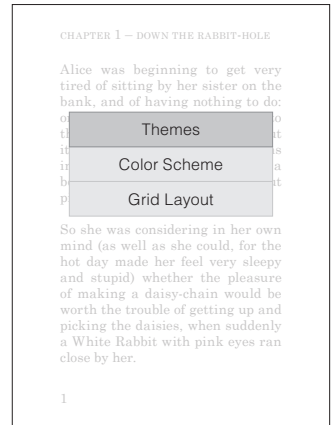 CHAPTER 1 – DOWN THE RABBIT-HOLE
Alice was beginning to get very
tired of sitting by her sister on the
bank, and of having nothing to do:
Themes
Color Scheme
Grid Layout
So she was considering in her own
mind (as well as she could, for the
hot day made her feel very sleepy
and stupid) whether the pleasure
of making a daisy-chain would be
worth the trouble of getting up and
picking the daisies, when suddenly
a White Rabbit with pink eyes ran
close by her.
1